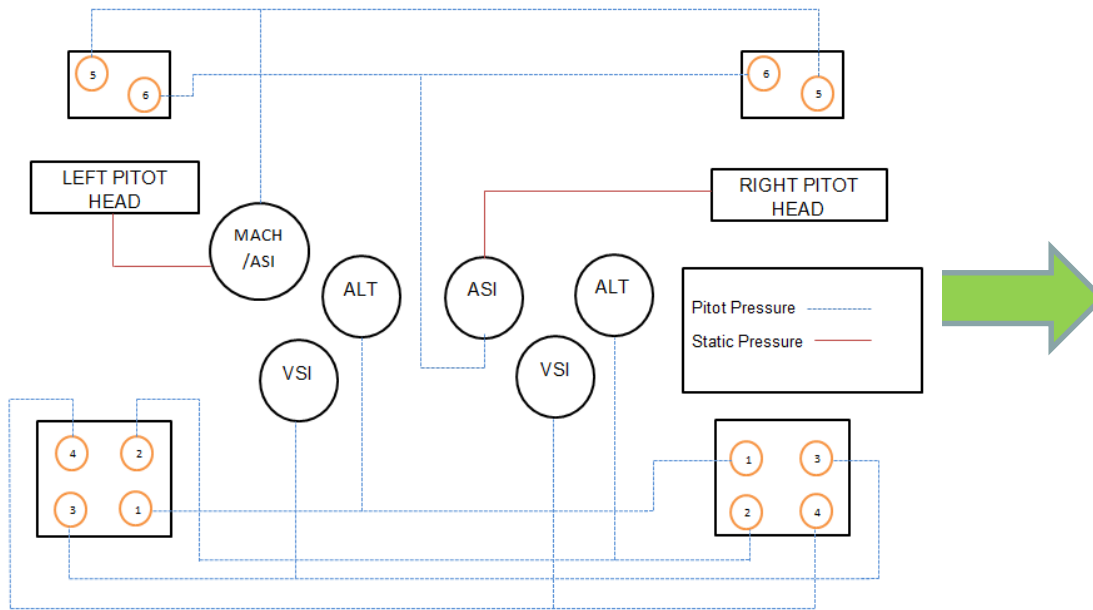 5
6
6
5
LEFT PITOT
HEAD
RIGHT PITOT
HEAD
MACH
/ASI
ALT
ASI
ALT
Pitot Pressure
Static Pressure
VSI
VSI
4
2
3
1
1
3
2
4